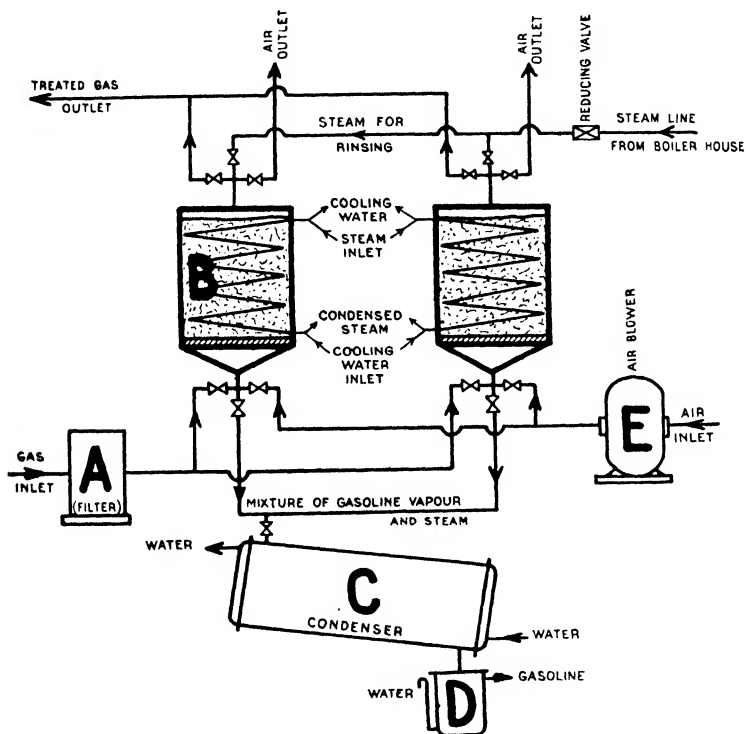 AIR
OUTLET
AIR
OUTLET
REDUCING VALVE
TREATED GAS
OUTLET
STEAM FOR
RINSING
STEAM LINE
FROM BOILER HOUSE
COOLING
WATER
STEAM
INLET
B
CONDENSED
STEAM
COOLING
WATER
INLET
AIR BLOWER
E
AIR
INLET
GAS
INLET
A
(FILTER)
MIXTURE OF GASOLINE VAPOUR
AND STEAM
WATER
C
CONDENSER
WATER
WATER
D
GASOLINE